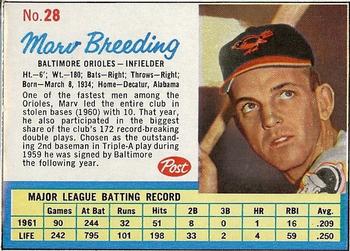 No. 28
Marv Breeding
BALTIMORE ORIOLES — INFIELDER
Ht.—6'; Wt.—180; Bats—Right; Throws—Right;
Born—March 8, 1934; Home—Decatur, Alabama
One of the fastest men among the
Orioles, Marv led the entire club in
stolen bases (1960) with 10. That year,
he also participated in the biggest
share of the club's 172 record-breaking
double plays. Chosen as the
outstanding 2nd baseman in Triple-A play during
1959 he was signed by Baltimore
the following year.
Post
MAJOR LEAGUE BATTING RECORD
Games At Bat Runs Hits 2B 3B HR RBI Avg.
1961 90 244 32 51 8 0 1 16 .209
LIFE 242 795 101 198 33 2 4 59 .250